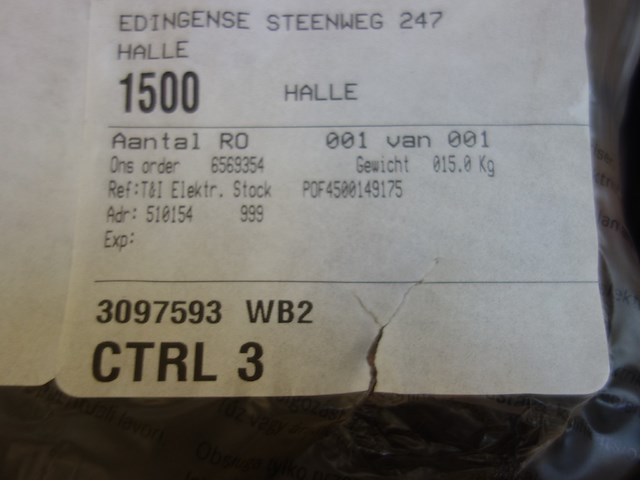 EDINGENSE STEENWEG 247
HALLE
1500 HALLE
Aantal RO 001 van 001
Ons order 6569354 Gewicht 015.0 Kg
Ref:T&I Elektr. Stock POF4500149175
Adr: 510154 999
Exp:
3097593 WB2
CTRL 3